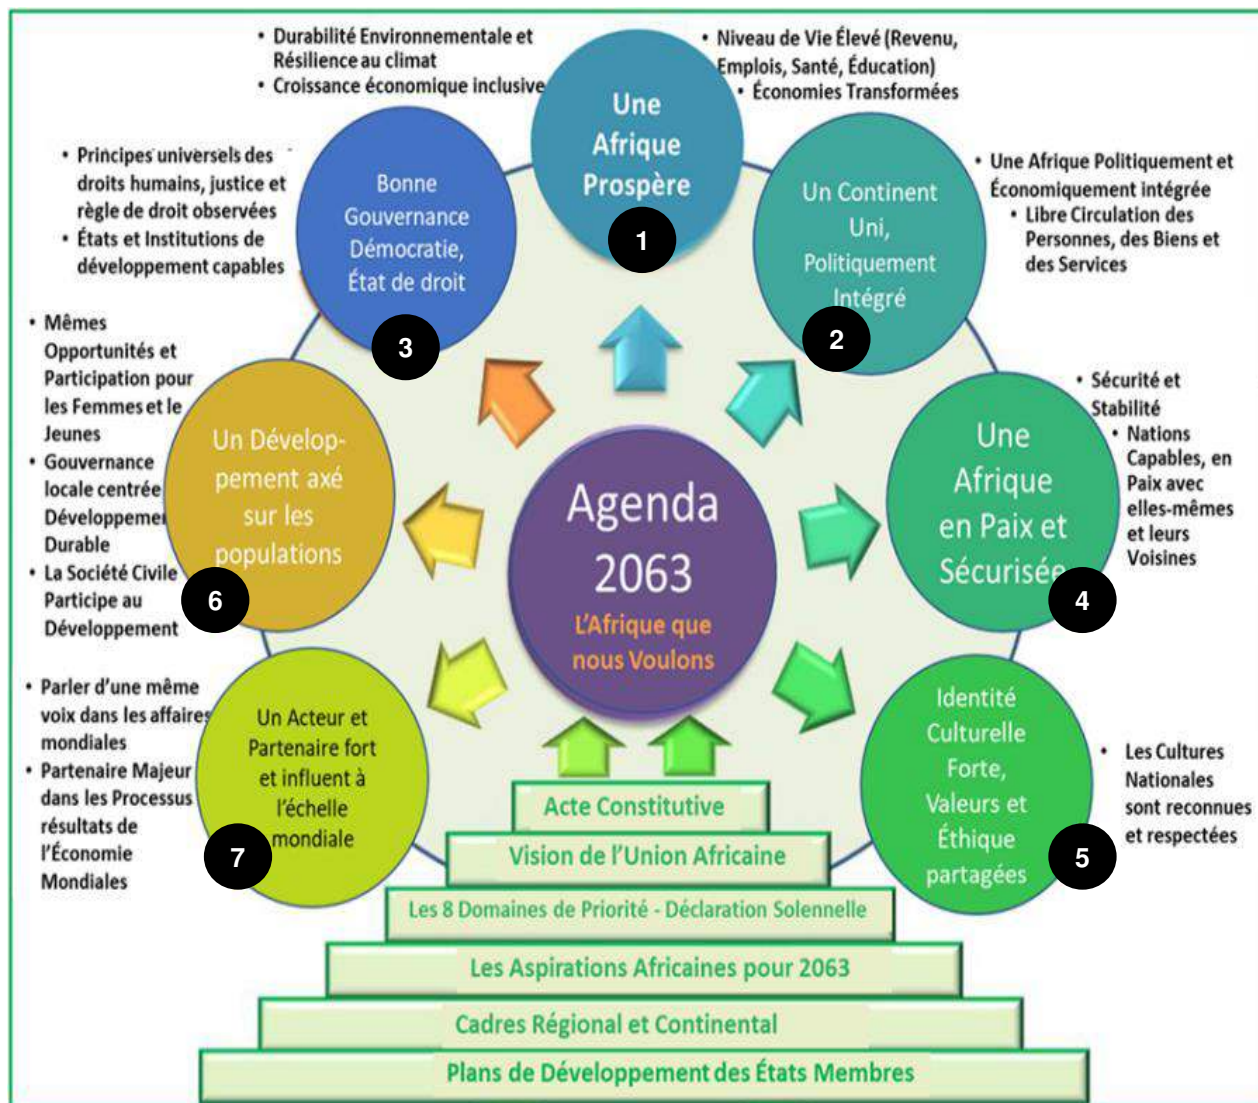 • Durabilité Environnementale et
Résilience au climat
• Croissance économique inclusive
• Niveau de Vie Élevé (Revenu,
Emplois, Santé, Éducation)
• Économies Transformées
Une
Afrique
Prospère
1
• Principes universels des
droits humains, justice et
règle de droit observées
• États et Institutions de
développement capables
Bonne
Gouvernance
Démocratie,
État de droit
3
Un Continent
Uni,
Politiquement
Intégré
2
• Une Afrique Politiquement et
Économiquement intégrée
• Libre Circulation des
Personnes, des Biens et
des Services
• Mêmes
Opportunités et
Participation pour
les Femmes et le
Jeunes
• Gouvernance
locale centrée
Développemen
Durable
• La Société Civile
Participe au
Développement
Un Dévelop-
pement axé
sur les
populations
6
Agenda
2063
L'Afrique que
nous Voulons
Une
Afrique
en Paix et
Sécurisée
4
• Sécurité et
Stabilité
• Nations
Capables, en
Paix avec
elles-mêmes
et leurs
Voisines
• Parler d'une même
voix dans les affaires
mondiales
• Partenaire Majeur
dans les Processus
résultats de
l'Économie
Mondiales
Un Acteur et
Partenaire fort
et influent à
l'échelle
mondiale
7
Identité
Culturelle
Forte,
Valeurs et
Éthique
partagées
5
• Les Cultures
Nationales
sont reconnues
et respectées
Acte Constitutive
Vision de l'Union Africaine
Les 8 Domaines de Priorité - Déclaration Solennelle
Les Aspirations Africaines pour 2063
Cadres Régional et Continental
Plans de Développement des États Membres